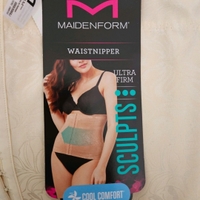 MAIDENFORM®
WAISTNIPPER
ULTRA
FIRM
SCULPTS
COOL COMFORT